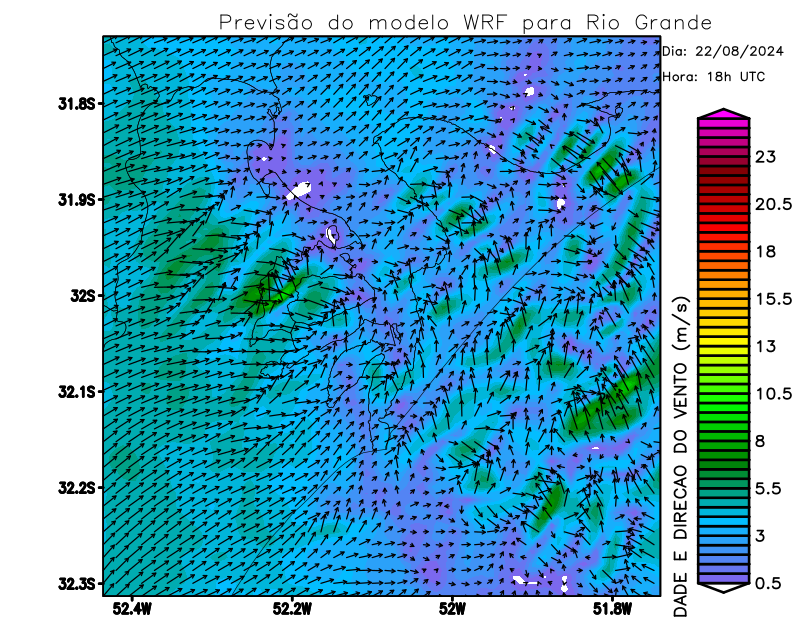 Previsão do modelo WRF para Rio Grande
Dia: 22/08/2024
Hora: 18h UTC
31.8S
31.9S
32S
32.1S
32.2S
32.3S
52.4W
52.2W
52W
51.8W
23
20.5
18
15.5
13
10.5
8
5.5
3
0.5
DADE E DIRECAO DO VENTO (m/s)